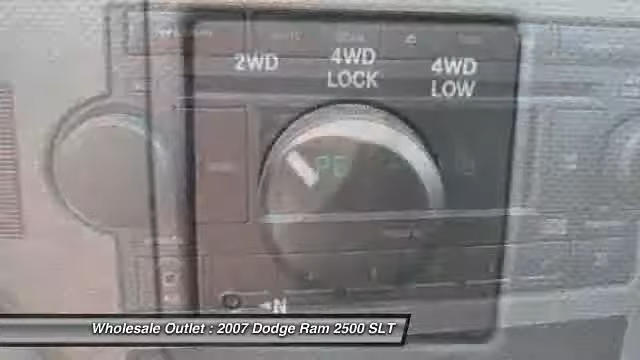 2WD
4WD
LOCK
4WD
LOW
N
Wholesale Outlet : 2007 Dodge Ram 2500 SLT